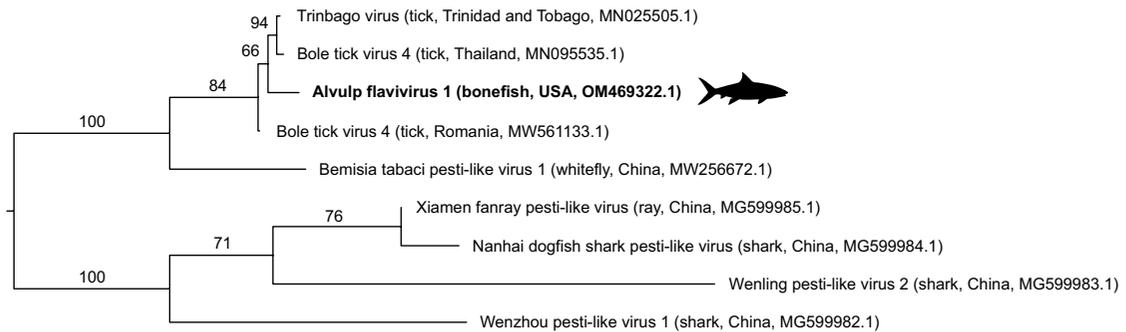 94
Trinbago virus (tick, Trinidad and Tobago, MN025505.1)
66
Bole tick virus 4 (tick, Thailand, MN095535.1)
84
Alvulp flavivirus 1 (bonefish, USA, OM469322.1)
100
Bole tick virus 4 (tick, Romania, MW561133.1)
Bemisia tabaci pesti-like virus 1 (whitefly, China, MW256672.1)
76
Xiamen fanray pesti-like virus (ray, China, MG599985.1)
71
Nanhai dogfish shark pesti-like virus (shark, China, MG599984.1)
100
Wenling pesti-like virus 2 (shark, China, MG599983.1)
Wenzhou pesti-like virus 1 (shark, China, MG599982.1)